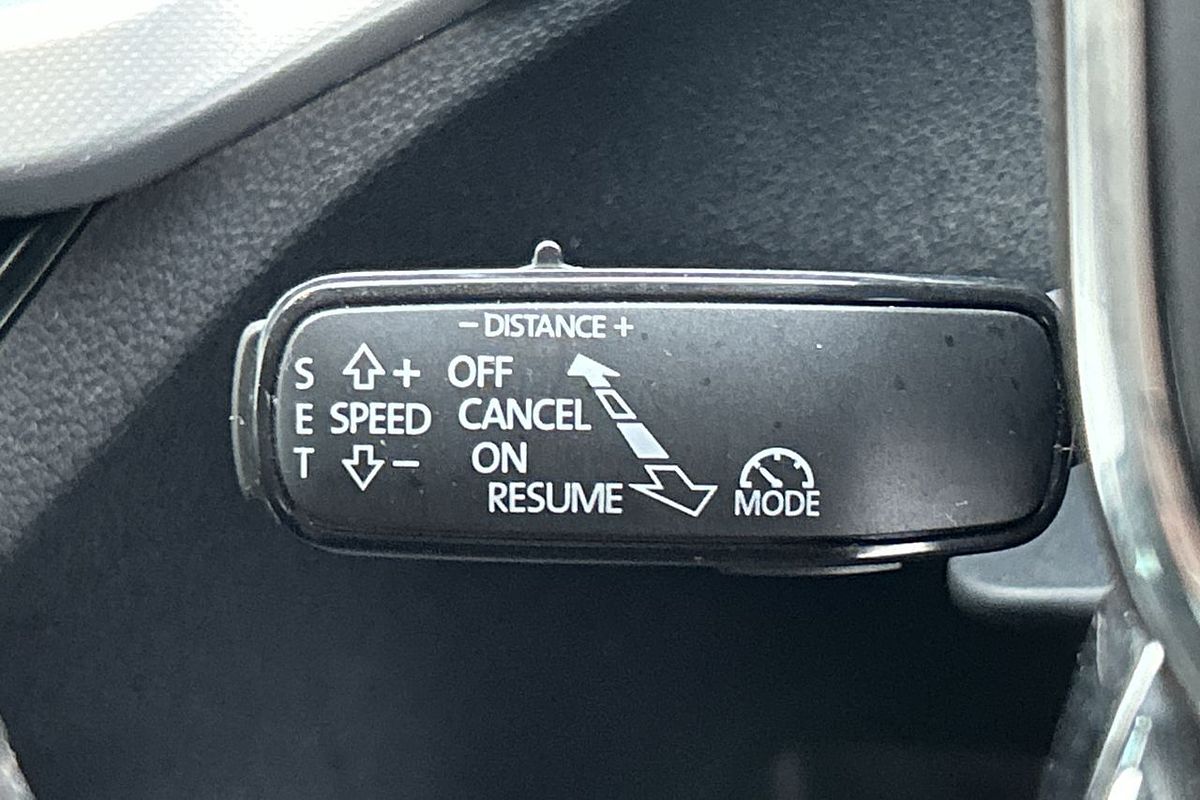 – DISTANCE +
S + OFF
E SPEED CANCEL
T – ON
RESUME
MODE